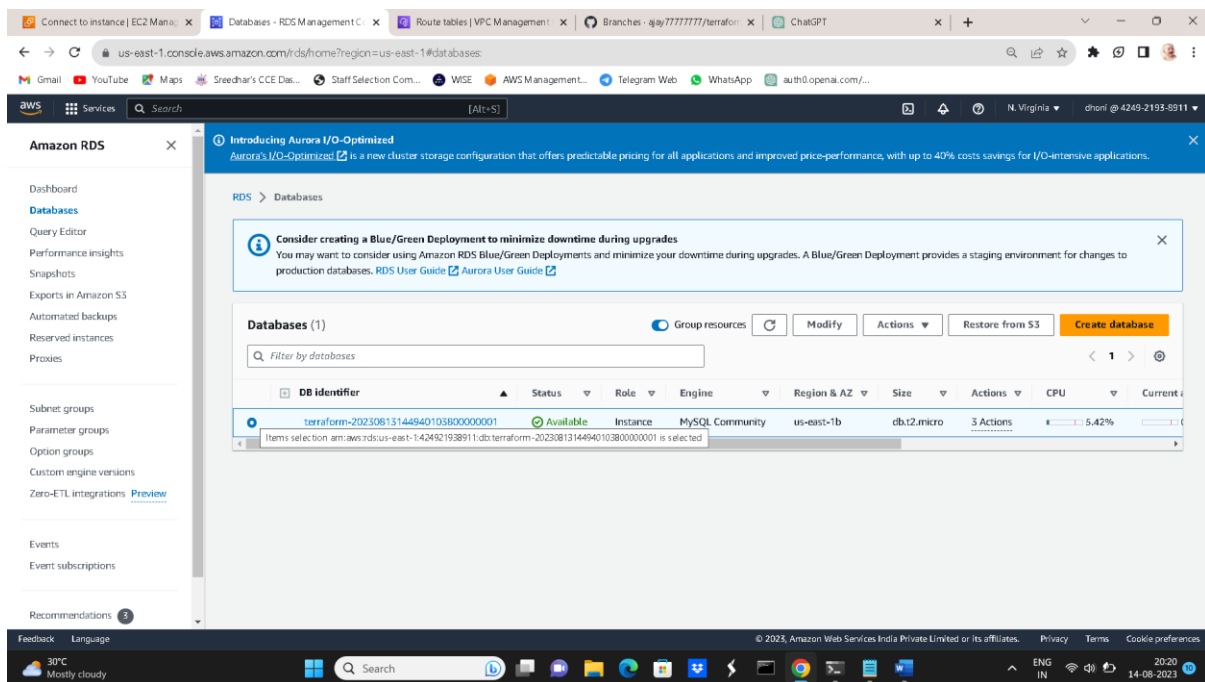 Connect to instance | EC2 Manag
Databases - RDS Management Co
Route tables | VPC Management
Branches · ajay77777777/terraform
ChatGPT
us-east-1.console.aws.amazon.com/rds/home?region=us-east-1#databases:
Gmail
YouTube
Maps
Sreedhar's CCE Das...
Staff Selection Com...
WISE
AWS Management...
Telegram Web
WhatsApp
auth0.openai.com/...
aws
Services
Search
[Alt+S]
N. Virginia
dhoni @ 4249-2193-8911
Amazon RDS
Dashboard
Databases
Query Editor
Performance insights
Snapshots
Exports in Amazon S3
Automated backups
Reserved instances
Proxies
Subnet groups
Parameter groups
Option groups
Custom engine versions
Zero-ETL integrations Preview
Events
Event subscriptions
Recommendations 3
Introducing Aurora I/O-Optimized
Aurora's I/O-Optimized is a new cluster storage configuration that offers predictable pricing for all applications and improved price-performance, with up to 40% costs savings for I/O-intensive applications.
RDS > Databases
Consider creating a Blue/Green Deployment to minimize downtime during upgrades
You may want to consider using Amazon RDS Blue/Green Deployments and minimize your downtime during upgrades. A Blue/Green Deployment provides a staging environment for changes to
production databases. RDS User Guide Aurora User Guide
Databases (1)
Group resources
Modify
Actions
Restore from S3
Create database
Filter by databases
1
DB identifier Status Role Engine Region & AZ Size Actions CPU Current a
terraform-20230813144940103800000001 Available Instance MySQL Community us-east-1b db.t2.micro 3 Actions 5.42%
Items selection arn:aws:rds:us-east-1:424921938911:db:terraform-20230813144940103800000001 is selected
Feedback
Language
© 2023, Amazon Web Services India Private Limited or its affiliates.
Privacy
Terms
Cookie preferences
30°C
Mostly cloudy
Search
ENG
IN
20:20
14-08-2023
10